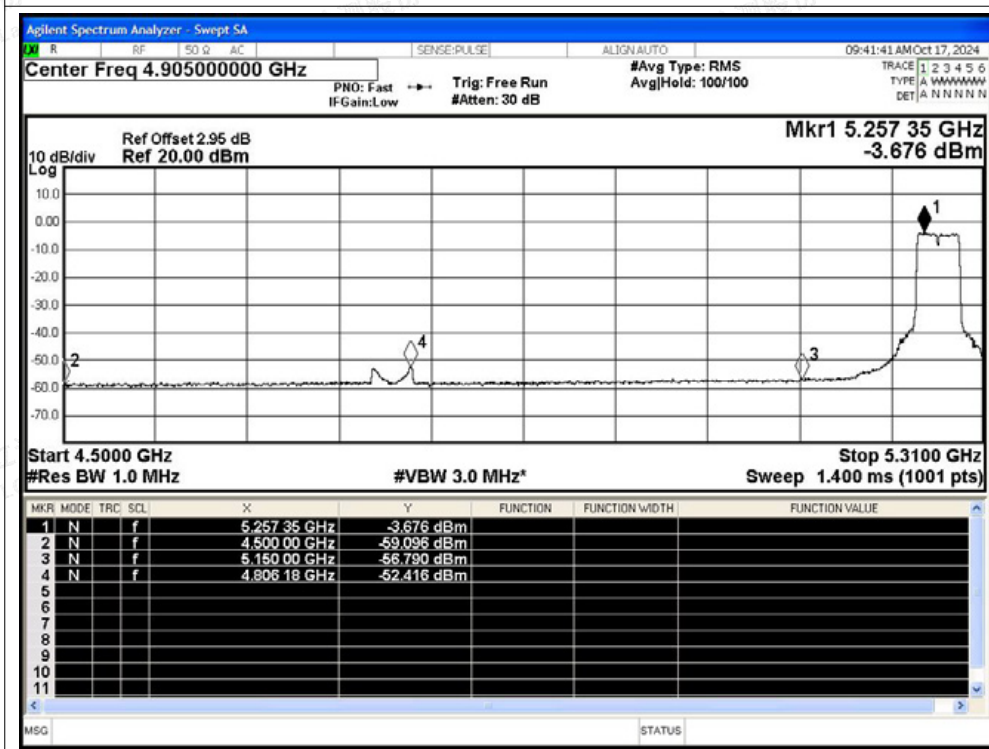 Agilent Spectrum Analyzer - Swept SA
R RF 50 Ω AC SENSE:PULSE ALIGN AUTO 09:41:41 AM Oct 17, 2024
Center Freq 4.905000000 GHz
PNO: Fast
IFGain:Low
Trig: Free Run
#Atten: 30 dB
#Avg Type: RMS
Avg|Hold: 100/100
TRACE 1 2 3 4 5 6
TYPE A WWWWW
DET A N N N N N
Ref Offset 2.95 dB
Ref 20.00 dBm
Mkr1 5.257 35 GHz
-3.676 dBm
10 dB/div
Log
10.0
0.00
-10.0
-20.0
-30.0
-40.0
-50.0
-60.0
-70.0
1
2
3
4
Start 4.5000 GHz Stop 5.3100 GHz
#Res BW 1.0 MHz #VBW 3.0 MHz* Sweep 1.400 ms (1001 pts)
MKR MODE TRC SCL X Y FUNCTION FUNCTION WIDTH FUNCTION VALUE
1 N f 5.257 35 GHz -3.676 dBm
2 N f 4.500 00 GHz -59.096 dBm
3 N f 5.150 00 GHz -56.790 dBm
4 N f 4.806 18 GHz -52.416 dBm
5
6
7
8
9
10
11
MSG STATUS